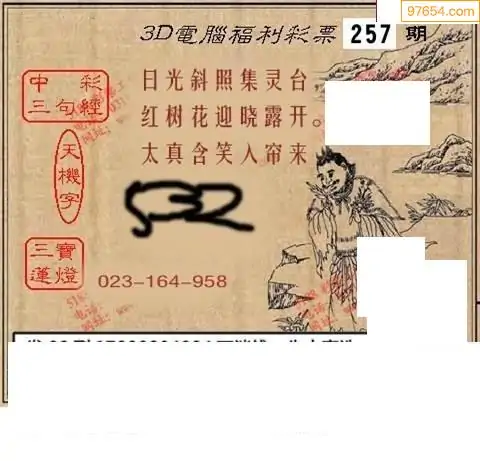 97654.com
3D電腦福利彩票 257 期
中彩
三句經
日光斜照集灵台
红树花迎晓露开。
太真含笑入帘来
天機字
532
三寶蓮燈
023-164-958